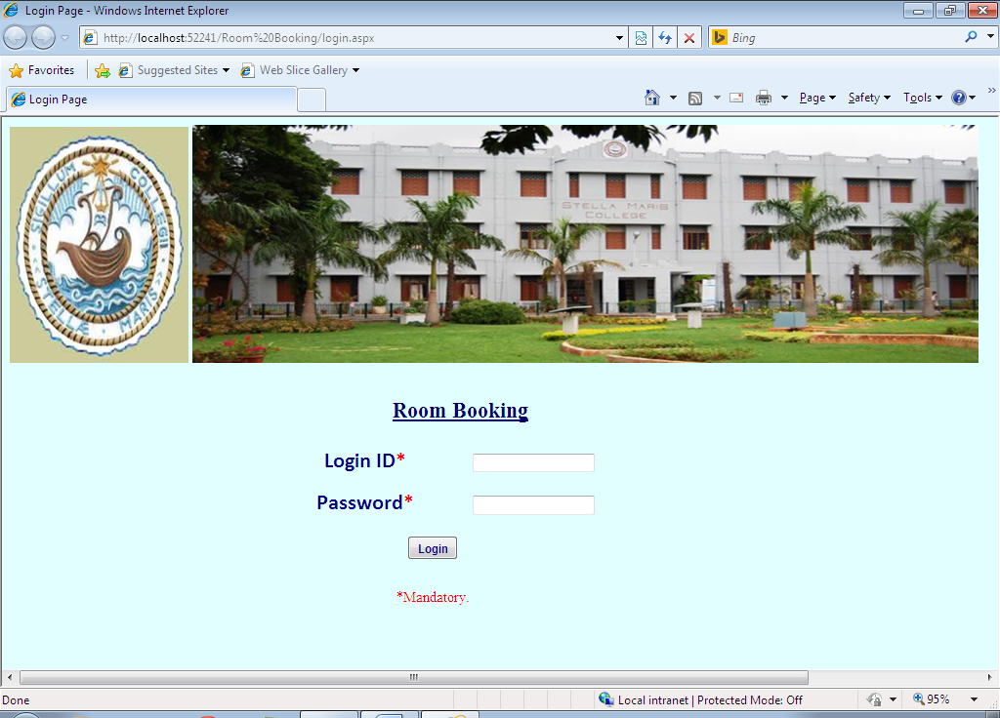 Login Page - Windows Internet Explorer
http://localhost:52241/Room%20Booking/login.aspx
Bing
Favorites
Suggested Sites
Web Slice Gallery
Login Page
Page
Safety
Tools
»
SIGILLUM COLLEGII
STELLAE MARIS
STELLA MARIS
COLLEGE
Room Booking
Login ID*
Password*
Login
*Mandatory.
Done
Local intranet | Protected Mode: Off
95%